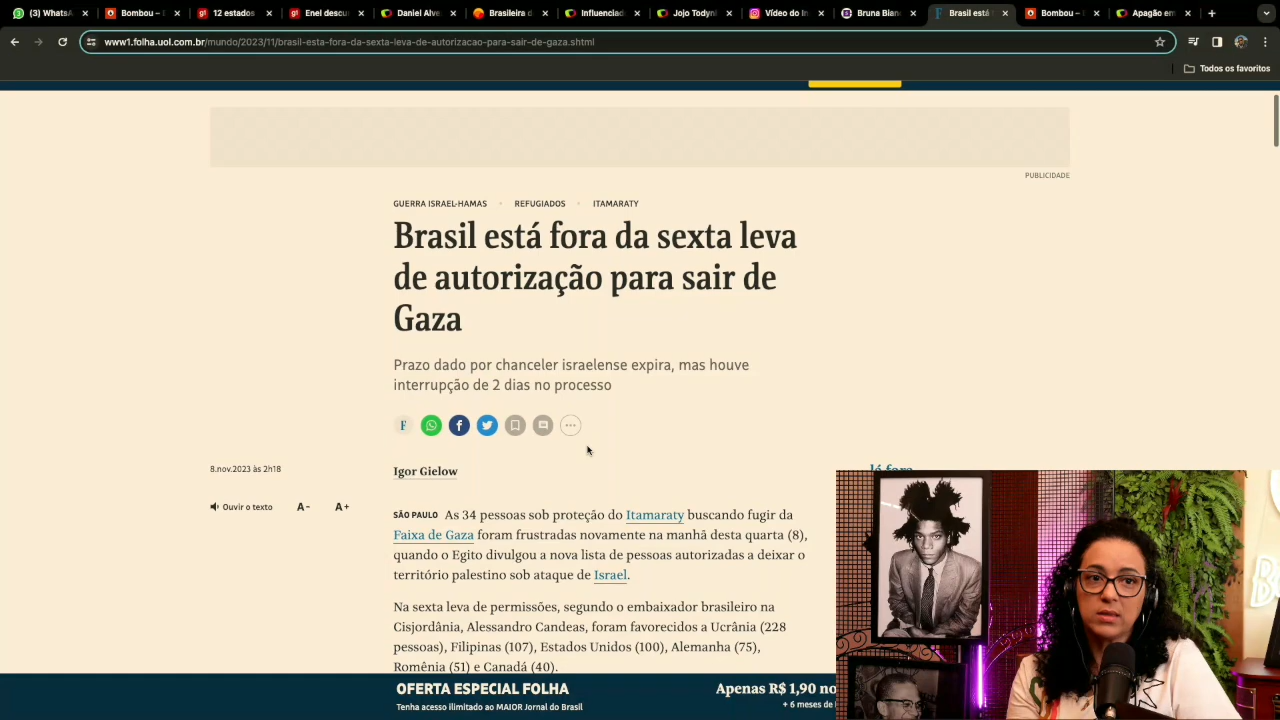 (3) WhatsA
Bombou – I
12 estados
Enel descu
Daniel Alve
Brasileira d
Influenciad
Jojo Todyni
Vídeo do In
Bruna Bian
Brasil está
Bombou – I
Apagão em
www1.folha.uol.com.br/mundo/2023/11/brasil-esta-fora-da-sexta-leva-de-autorizacao-para-sair-de-gaza.shtml
Todos os favoritos
PUBLICIDADE
GUERRA ISRAEL-HAMAS • REFUGIADOS • ITAMARATY
Brasil está fora da sexta leva
de autorização para sair de
Gaza
Prazo dado por chanceler israelense expira, mas houve
interrupção de 2 dias no processo
F
8.nov.2023 às 2h18
Igor Gielow
Ouvir o texto A- A+
SÃO PAULO As 34 pessoas sob proteção do Itamaraty buscando fugir da
Faixa de Gaza foram frustradas novamente na manhã desta quarta (8),
quando o Egito divulgou a nova lista de pessoas autorizadas a deixar o
território palestino sob ataque de Israel.
Na sexta leva de permissões, segundo o embaixador brasileiro na
Cisjordânia, Alessandro Candeas, foram favorecidos a Ucrânia (228
pessoas), Filipinas (107), Estados Unidos (100), Alemanha (75),
Romênia (51) e Canadá (40).
OFERTA ESPECIAL FOLHA
Tenha acesso ilimitado ao MAIOR Jornal do Brasil
Apenas R$ 1,90 no
+ 6 meses de